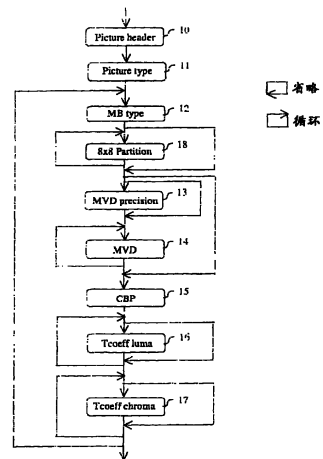 Picture header 10
Picture type 11
省略
MB type 12
循环
8x8 Partition 18
MVD precision 13
MVD 14
CBP 15
Tcoeff luma 16
Tcoeff chroma 17